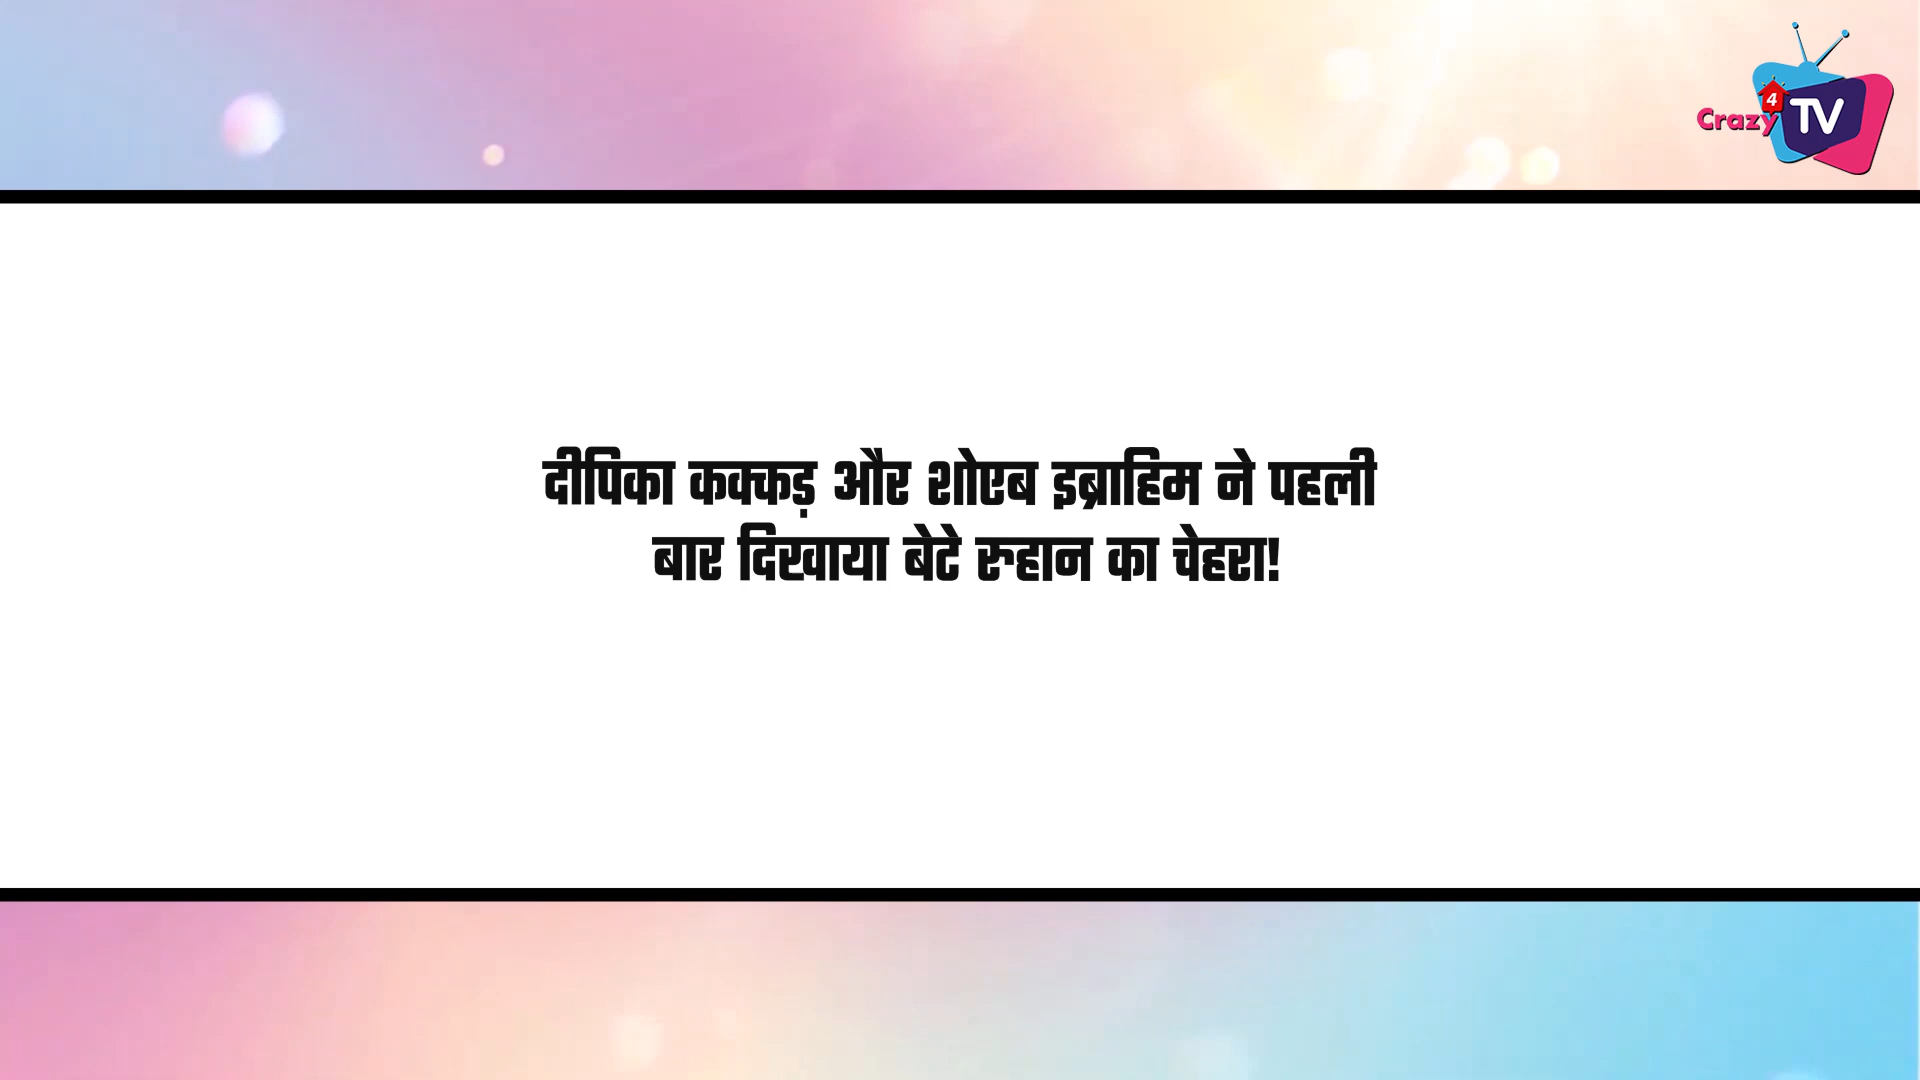 Crazy 4 TV
दीपिका कक्कड़ और शोएब इब्राहिम ने पहली
बार दिखाया बेटे रुहान का चेहरा!